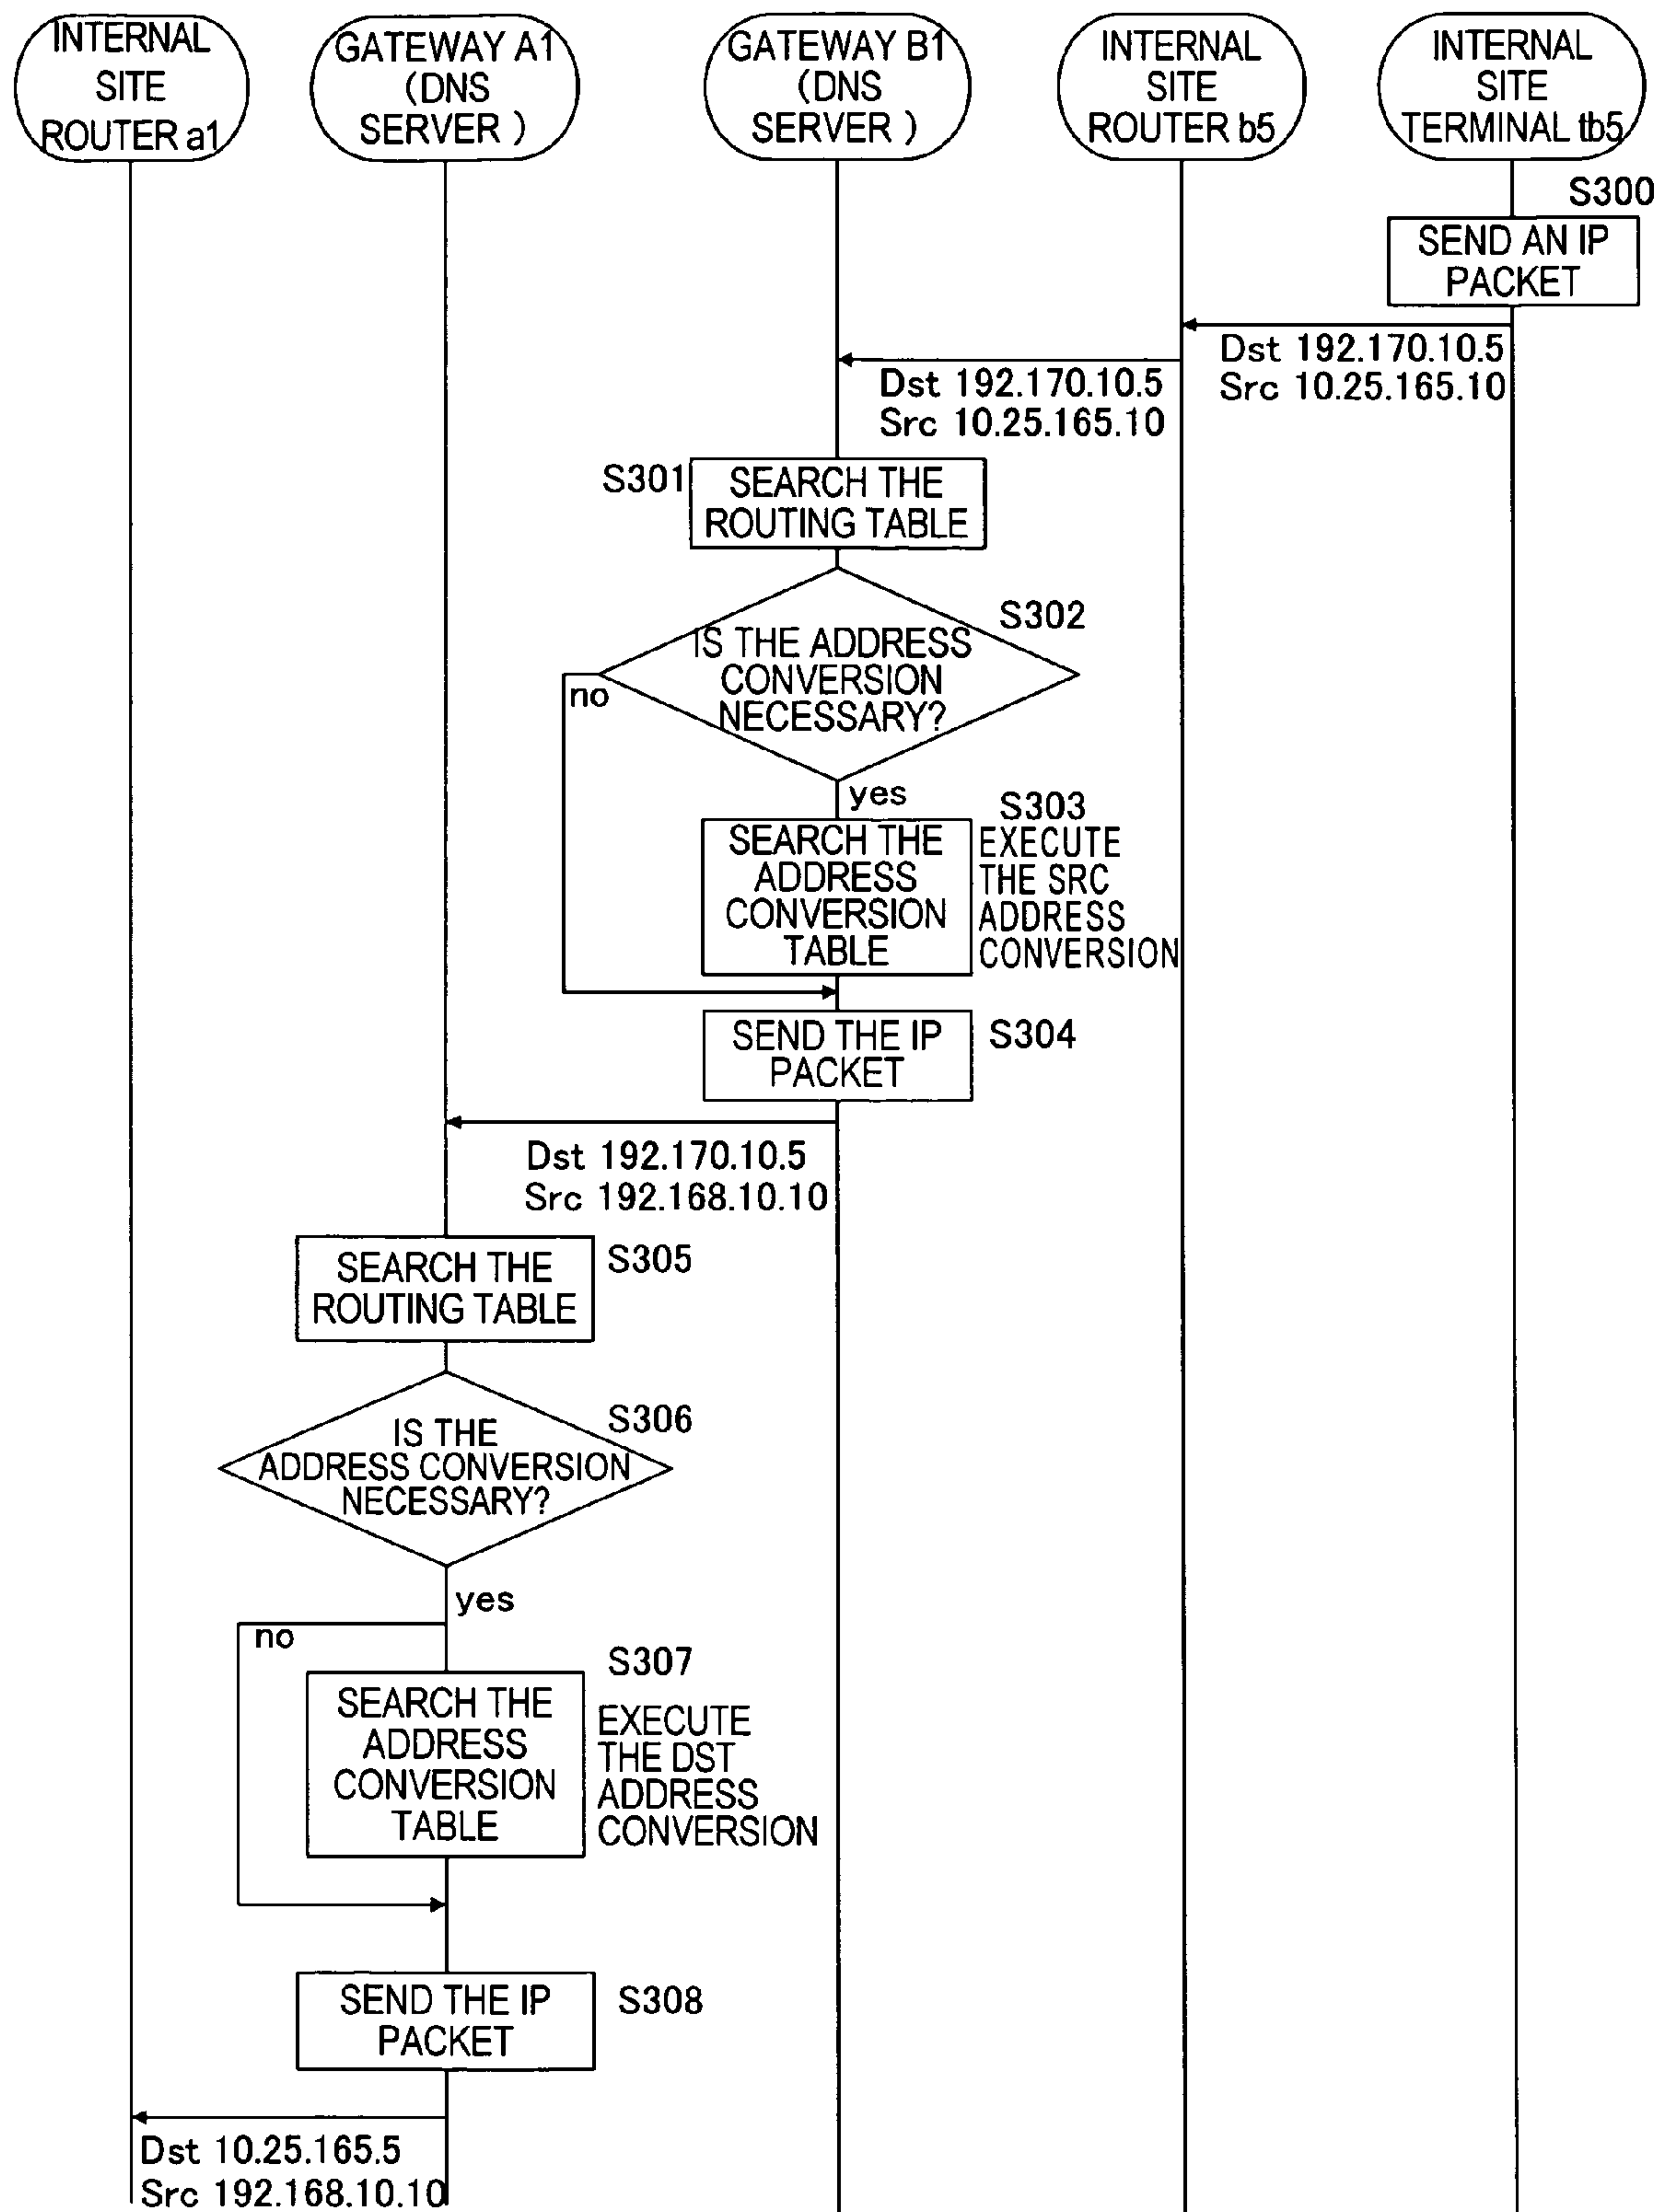 INTERNAL
SITE
ROUTER a1
GATEWAY A1
(DNS
SERVER )
GATEWAY B1
(DNS
SERVER )
INTERNAL
SITE
ROUTER b5
INTERNAL
SITE
TERMINAL tb5
S300
SEND AN IP
PACKET
Dst 192.170.10.5
Src 10.25.165.10
Dst 192.170.10.5
Src 10.25.165.10
S301
SEARCH THE
ROUTING TABLE
S302
IS THE ADDRESS
CONVERSION
NECESSARY?
no
yes
S303
SEARCH THE
ADDRESS
CONVERSION
TABLE
EXECUTE
THE SRC
ADDRESS
CONVERSION
SEND THE IP
PACKET
S304
Dst 192.170.10.5
Src 192.168.10.10
SEARCH THE
ROUTING TABLE
S305
S306
IS THE
ADDRESS CONVERSION
NECESSARY?
yes
no
S307
SEARCH THE
ADDRESS
CONVERSION
TABLE
EXECUTE
THE DST
ADDRESS
CONVERSION
SEND THE IP
PACKET
S308
Dst 10.25.165.5
Src 192.168.10.10